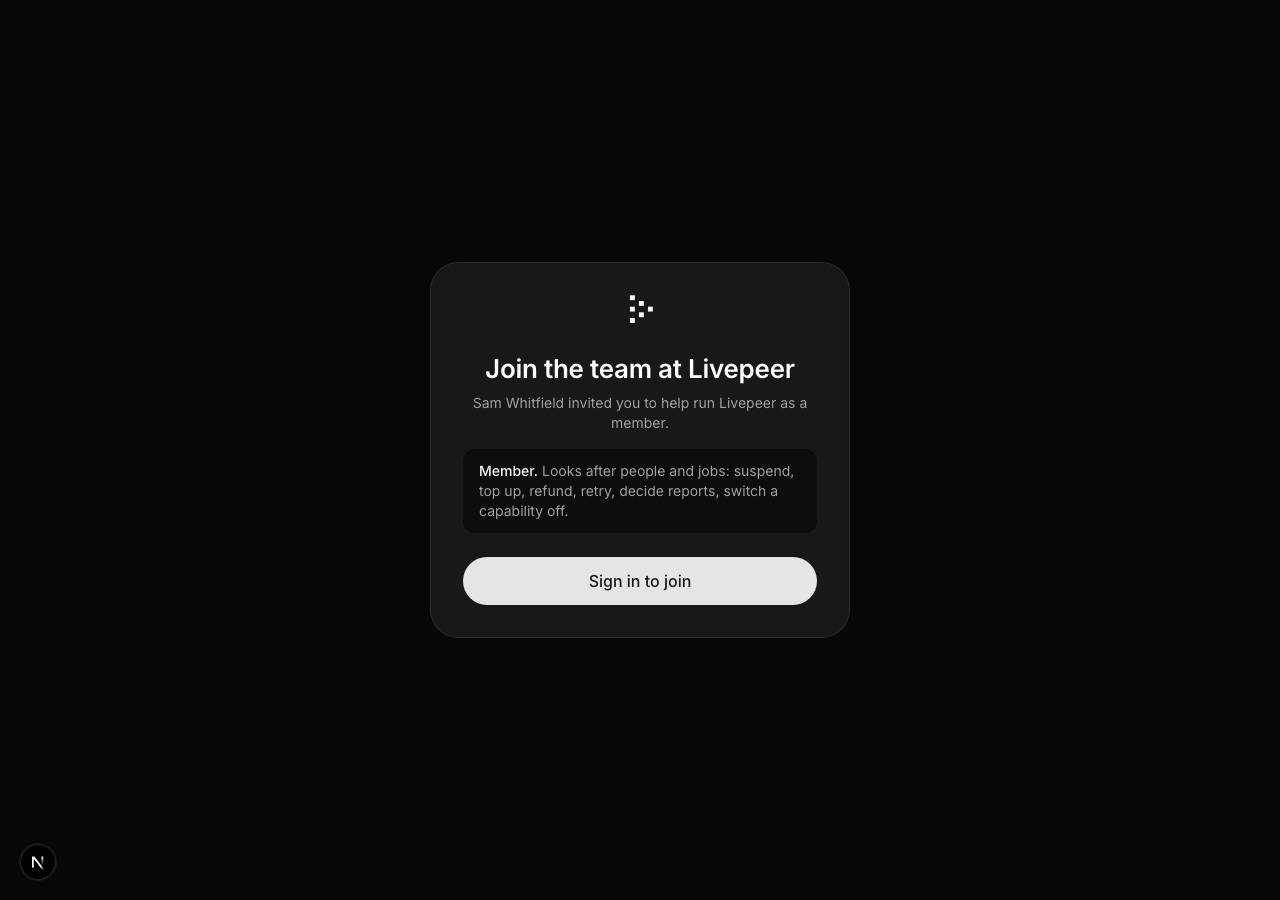 Join the team at Livepeer
Sam Whitfield invited you to help run Livepeer as a
member.
Member. Looks after people and jobs: suspend,
top up, refund, retry, decide reports, switch a
capability off.
Sign in to join
N